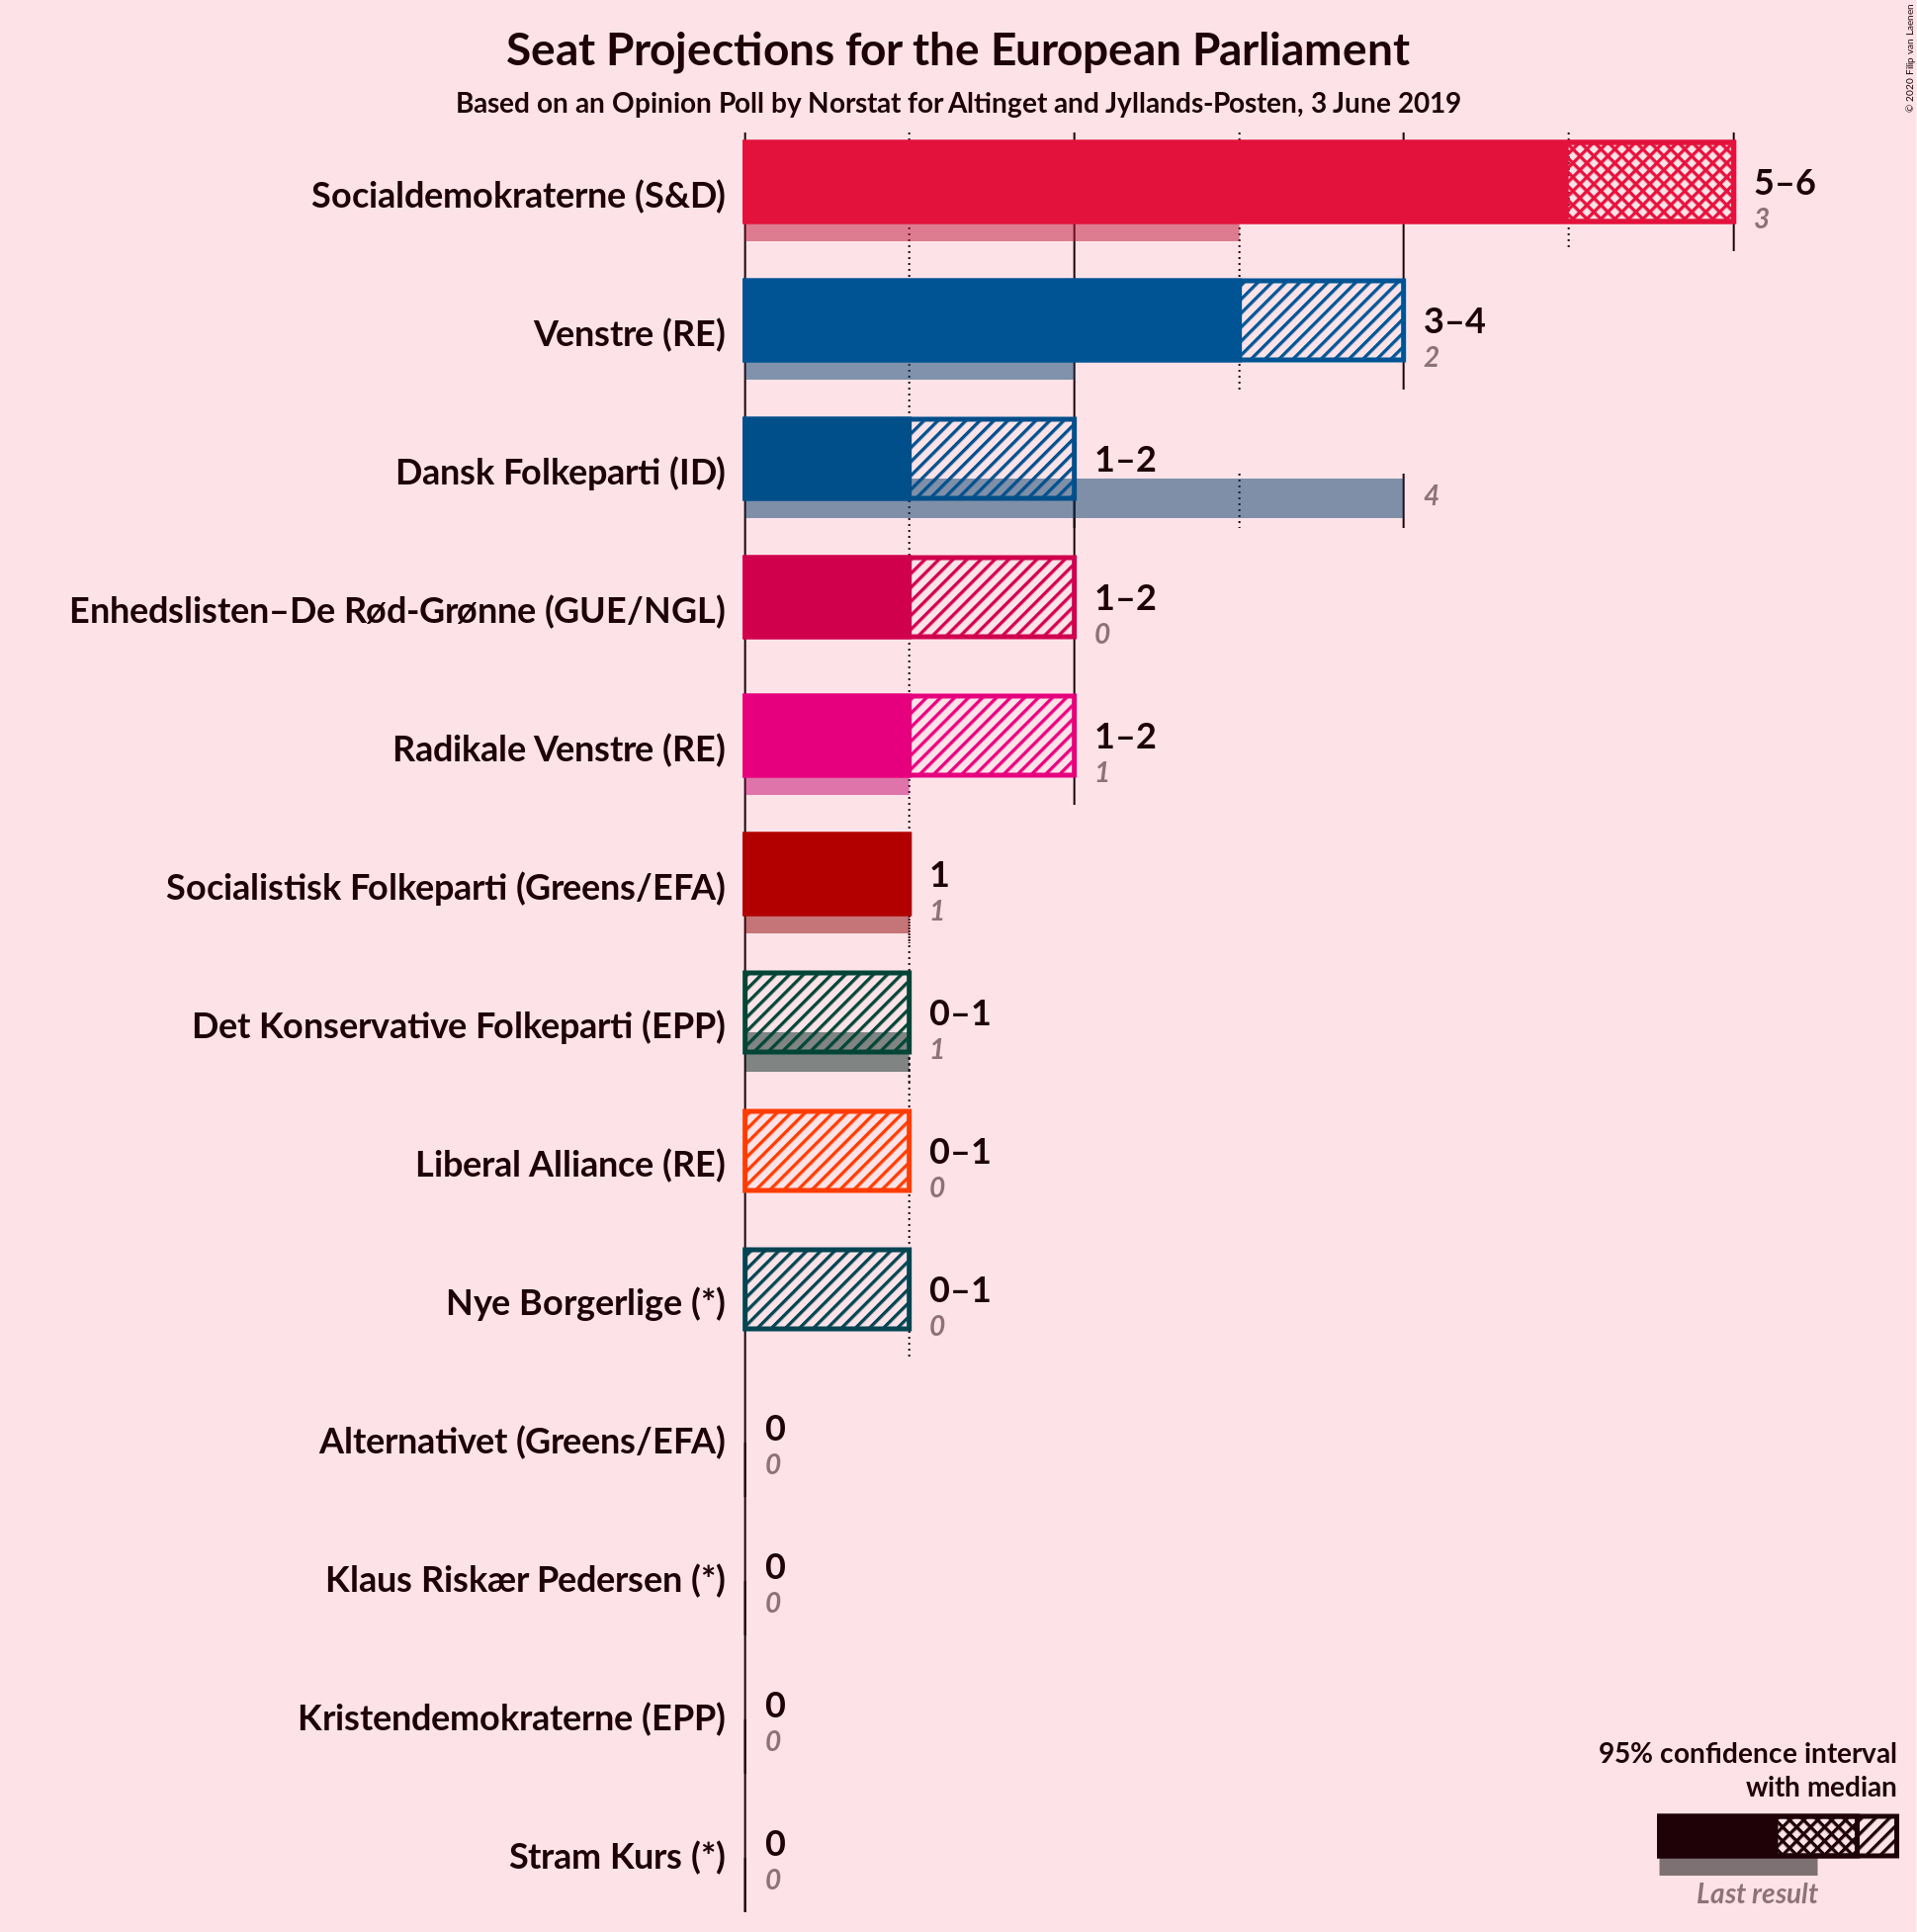 Seat Projections for the European Parliament
Based on an Opinion Poll by Norstat for Altinget and Jyllands-Posten, 3 June 2019
© 2020 Filip van Laenen
Socialdemokraterne (S&D)
5–6
3
Venstre (RE)
3–4
2
Dansk Folkeparti (ID)
1–2
4
Enhedslisten–De Rød-Grønne (GUE/NGL)
1–2
0
Radikale Venstre (RE)
1–2
1
Socialistisk Folkeparti (Greens/EFA)
1
1
Det Konservative Folkeparti (EPP)
0–1
1
Liberal Alliance (RE)
0–1
0
Nye Borgerlige (*)
0–1
0
Alternativet (Greens/EFA)
0
0
Klaus Riskær Pedersen (*)
0
0
Kristendemokraterne (EPP)
0
0
Stram Kurs (*)
0
0
95% confidence interval
with median
Last result